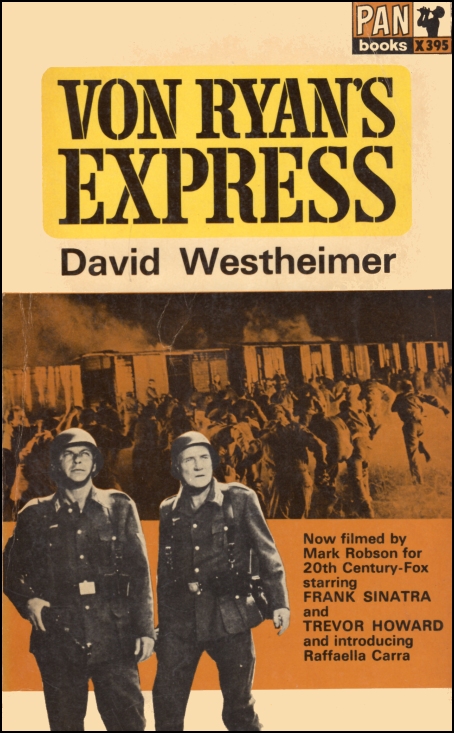 PAN
books X395
VON RYAN'S
EXPRESS
David Westheimer
Now filmed by
Mark Robson for
20th Century-Fox
starring
FRANK SINATRA
and
TREVOR HOWARD
and introducing
Raffaella Carra